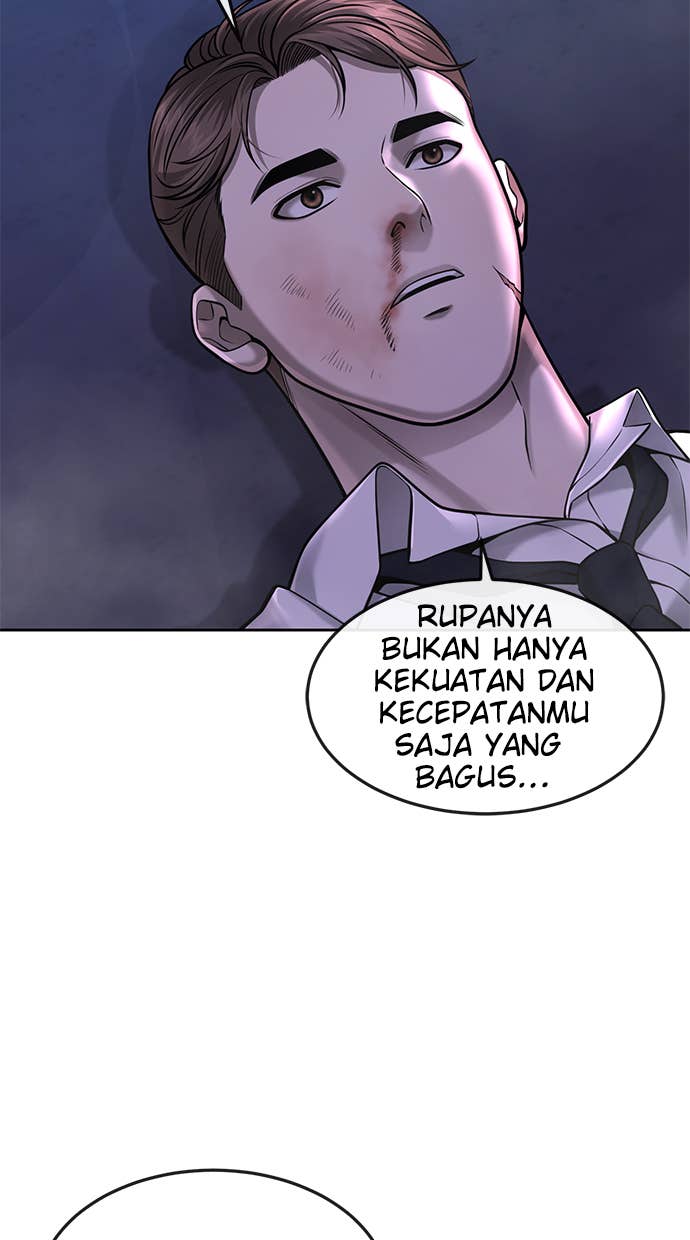 RUPANYA
BUKAN HANYA
KEKUATAN DAN
KECEPATANMU
SAJA YANG
BAGUS...